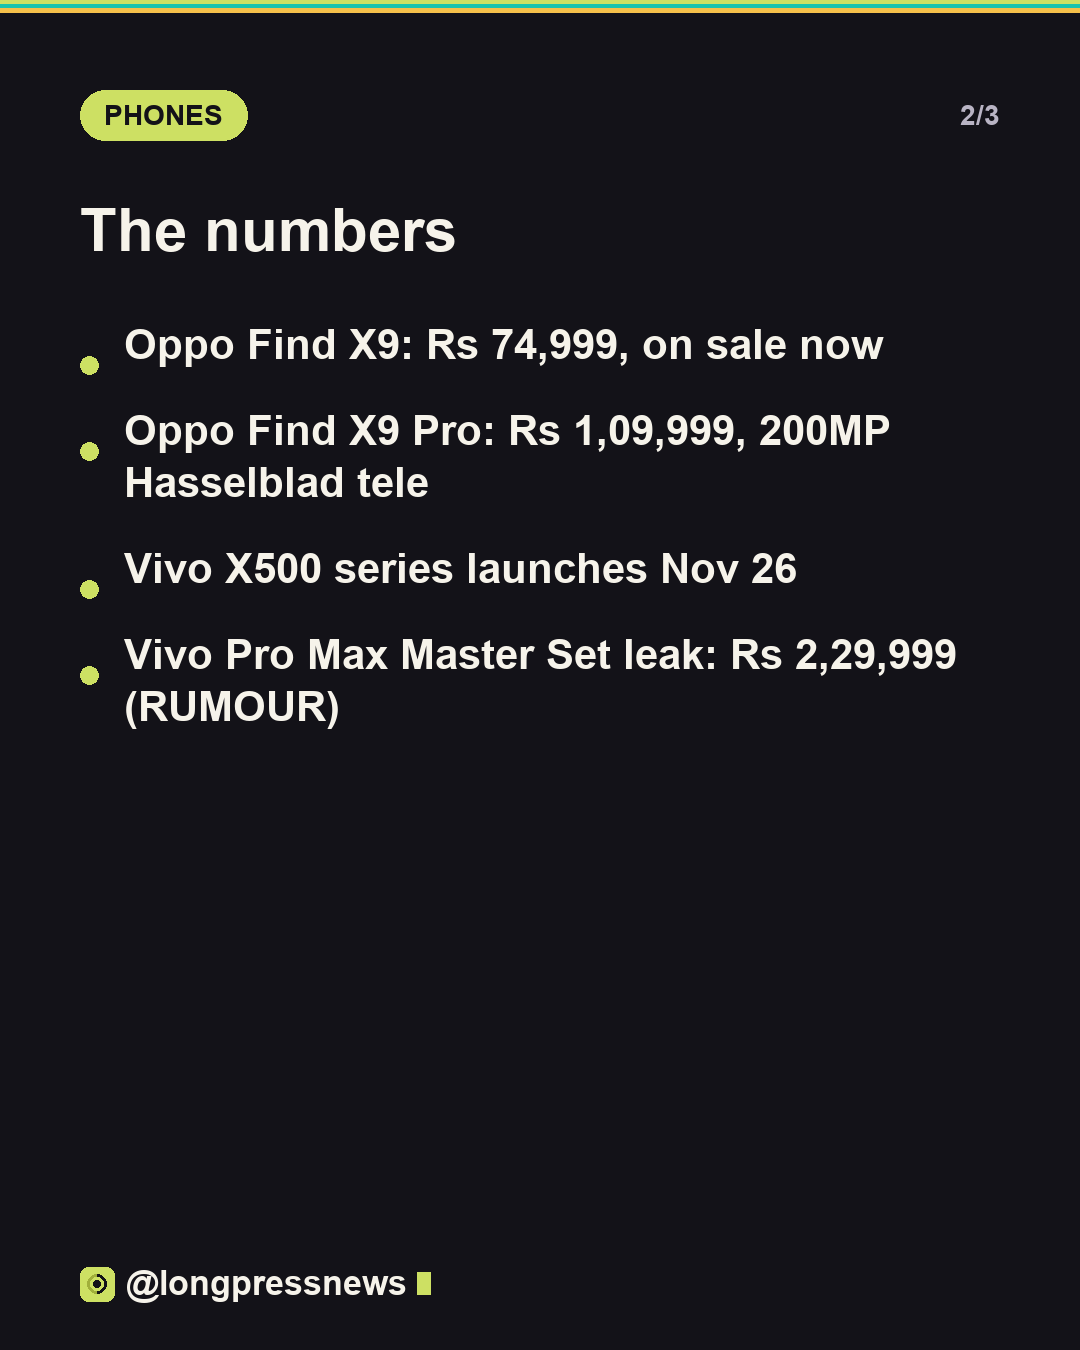 PHONES
2/3
The numbers
Oppo Find X9: Rs 74,999, on sale now
Oppo Find X9 Pro: Rs 1,09,999, 200MP
Hasselblad tele
Vivo X500 series launches Nov 26
Vivo Pro Max Master Set leak: Rs 2,29,999
(RUMOUR)
@longpressnews